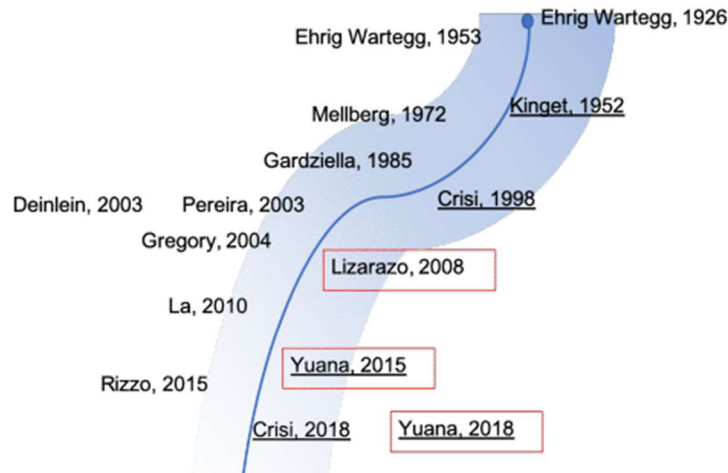 Ehrig Wartegg, 1926
Ehrig Wartegg, 1953
Kinget, 1952
Mellberg, 1972
Gardziella, 1985
Crisi, 1998
Deinlein, 2003
Pereira, 2003
Gregory, 2004
Lizarazo, 2008
La, 2010
Yuana, 2015
Rizzo, 2015
Crisi, 2018
Yuana, 2018